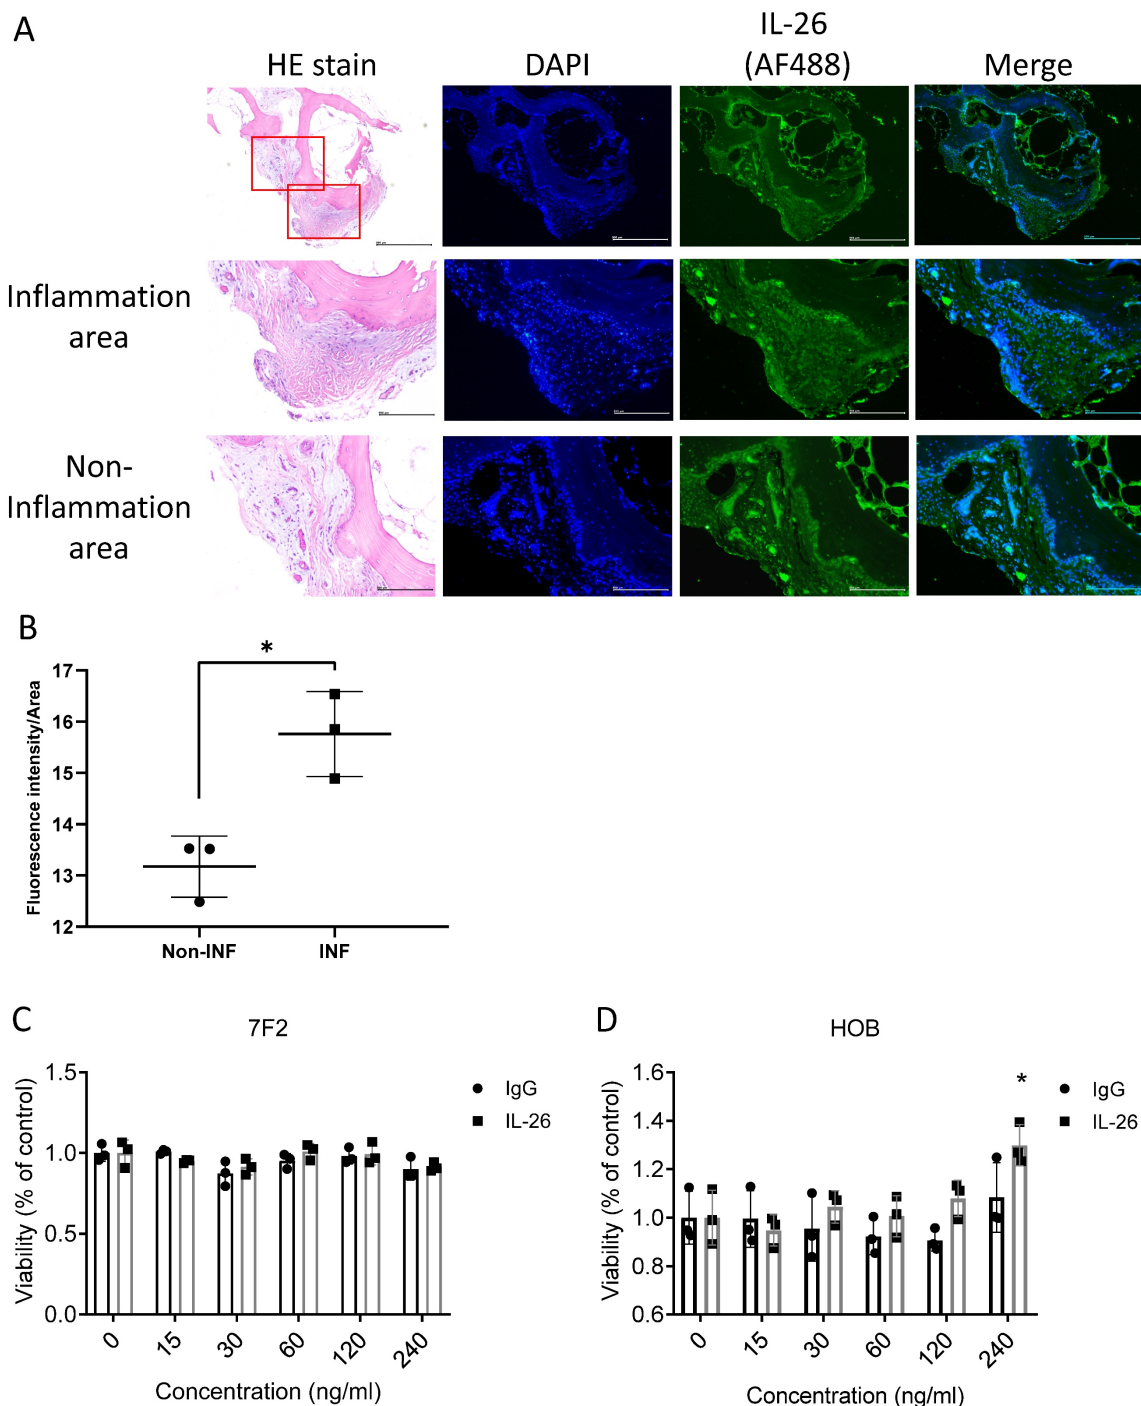 A
HE stain
DAPI
IL-26
(AF488)
Merge
Inflammation
area
Non-
Inflammation
area
B
*
17
16
15
14
13
12
Fluorescence intensity/Area
Non-INF
INF
C
7F2
1.5
1.0
0.5
0.0
Viability (% of control)
IgG
IL-26
0
15
30
60
120
240
Concentration (ng/ml)
D
HOB
1.6
1.4
1.2
1.0
0.8
0.6
Viability (% of control)
*
IgG
IL-26
0
15
30
60
120
240
Concentration (ng/ml)